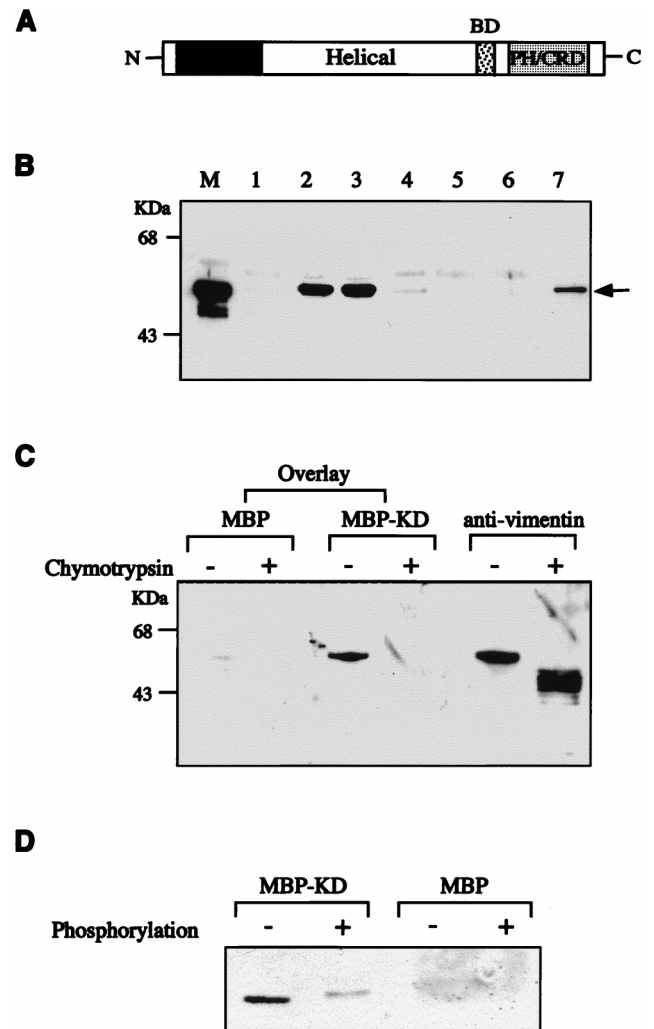 A
BD
N Helical PH/CRD C
B
M 1 2 3 4 5 6 7
KDa
68
43
C
Overlay
MBP MBP-KD anti-vimentin
Chymotrypsin - + - + - +
KDa
68
43
D
MBP-KD MBP
Phosphorylation - + - +